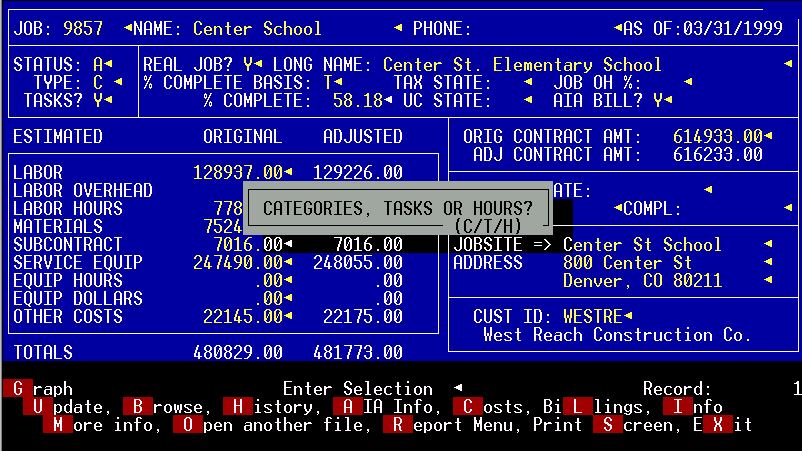 JOB: 9857 NAME: Center School PHONE: AS OF:03/31/1999
STATUS: A REAL JOB? Y LONG NAME: Center St. Elementary School
TYPE: C % COMPLETE BASIS: T TAX STATE: JOB OH %:
TASKS? Y % COMPLETE: 58.18 UC STATE: AIA BILL? Y
ESTIMATED ORIGINAL ADJUSTED ORIG CONTRACT AMT: 614933.00
ADJ CONTRACT AMT: 616233.00
LABOR 128937.00 129226.00
LABOR OVERHEAD ATE:
CATEGORIES, TASKS OR HOURS?
LABOR HOURS 778 COMPL:
(C/T/H)
MATERIALS 7524
SUBCONTRACT 7016.00 7016.00 JOBSITE => Center St School
SERVICE EQUIP 247490.00 248055.00 ADDRESS 800 Center St
EQUIP HOURS .00 .00 Denver, CO 80211
EQUIP DOLLARS .00 .00
OTHER COSTS 22145.00 22175.00 CUST ID: WESTRE
West Reach Construction Co.
TOTALS 480829.00 481773.00
Graph Enter Selection Record: 1
Update, Browse, History, AIA Info, Costs, BiLlings, Info
More info, Open another file, Report Menu, Print Screen, EXit